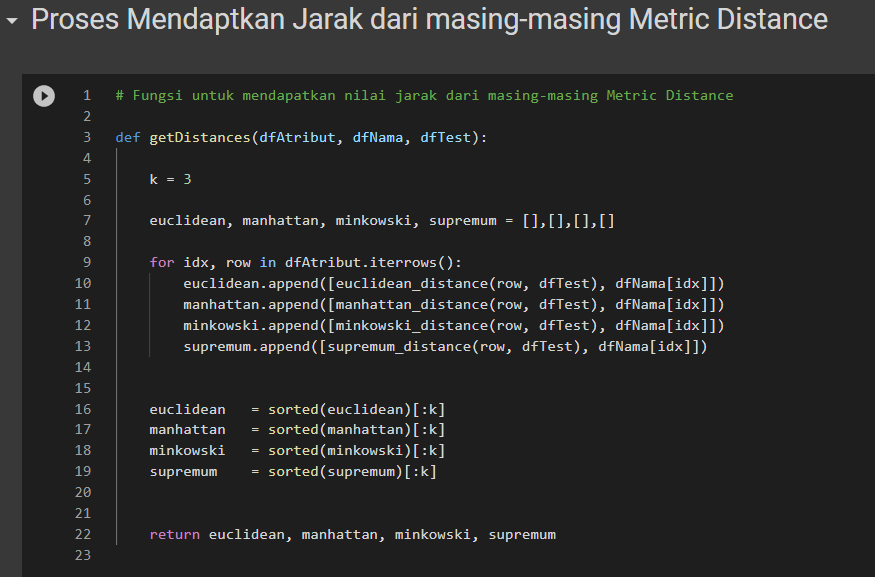 Proses Mendaptkan Jarak dari masing-masing Metric Distance
1 # Fungsi untuk mendapatkan nilai jarak dari masing-masing Metric Distance
2
3 def getDistances(dfAtribut, dfNama, dfTest):
4
5     k = 3
6
7     euclidean, manhattan, minkowski, supremum = [],[],[],[]
8
9     for idx, row in dfAtribut.iterrows():
10         euclidean.append([euclidean_distance(row, dfTest), dfNama[idx]])
11         manhattan.append([manhattan_distance(row, dfTest), dfNama[idx]])
12         minkowski.append([minkowski_distance(row, dfTest), dfNama[idx]])
13         supremum.append([supremum_distance(row, dfTest), dfNama[idx]])
14
15
16     euclidean   = sorted(euclidean)[:k]
17     manhattan   = sorted(manhattan)[:k]
18     minkowski   = sorted(minkowski)[:k]
19     supremum    = sorted(supremum)[:k]
20
21
22     return euclidean, manhattan, minkowski, supremum
23